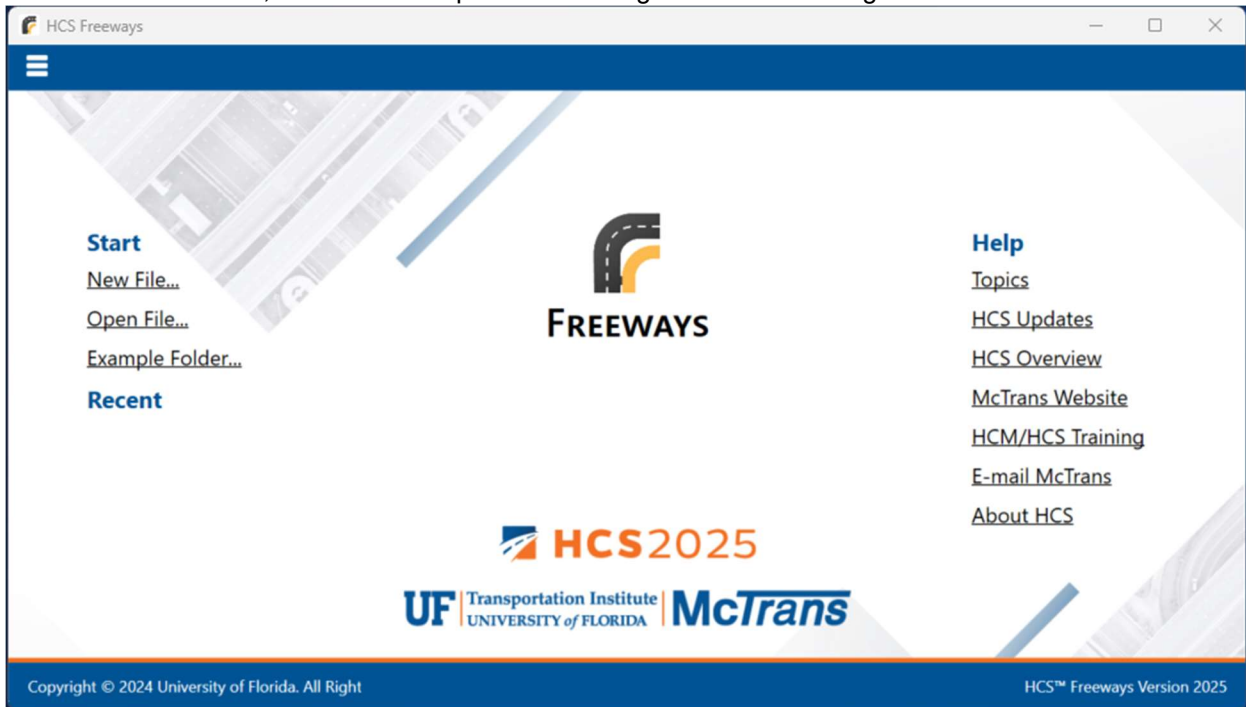 HCS Freeways
Start
New File...
Open File...
Example Folder...
Recent
FREEWAYS
Help
Topics
HCS Updates
HCS Overview
McTrans Website
HCM/HCS Training
E-mail McTrans
About HCS
HCS2025
UF Transportation Institute McTrans
UNIVERSITY of FLORIDA
Copyright © 2024 University of Florida. All Right
HCS™ Freeways Version 2025